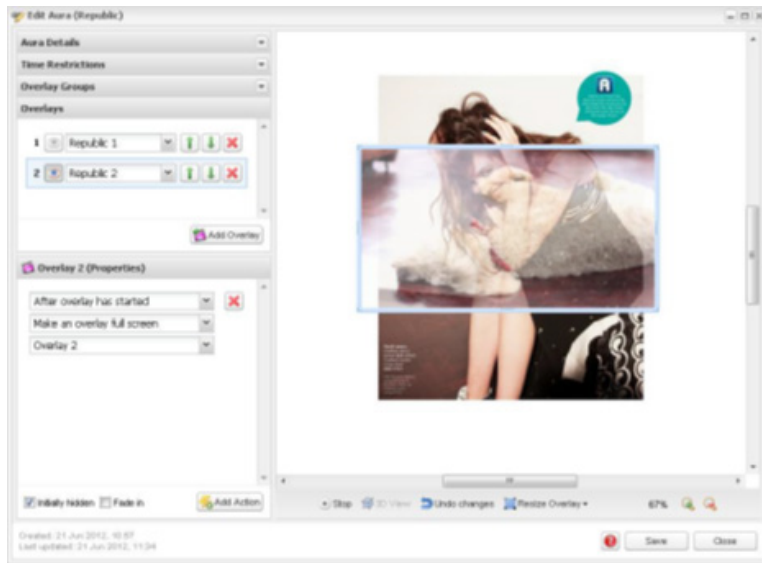 Edit Aura (Republic)
Aura Details
Time Restrictions
Overlay Groups
Overlays
1 Republic 1
2 Republic 2
Add Overlay
Overlay 2 (Properties)
After overlay has started
Make an overlay full screen
Overlay 2
Initially hidden Fade in Add Action
Stop 3D View Undo changes Resize Overlay 67%
Created: 21 Jun 2012, 10:57
Last updated: 21 Jun 2012, 11:34
Save Close